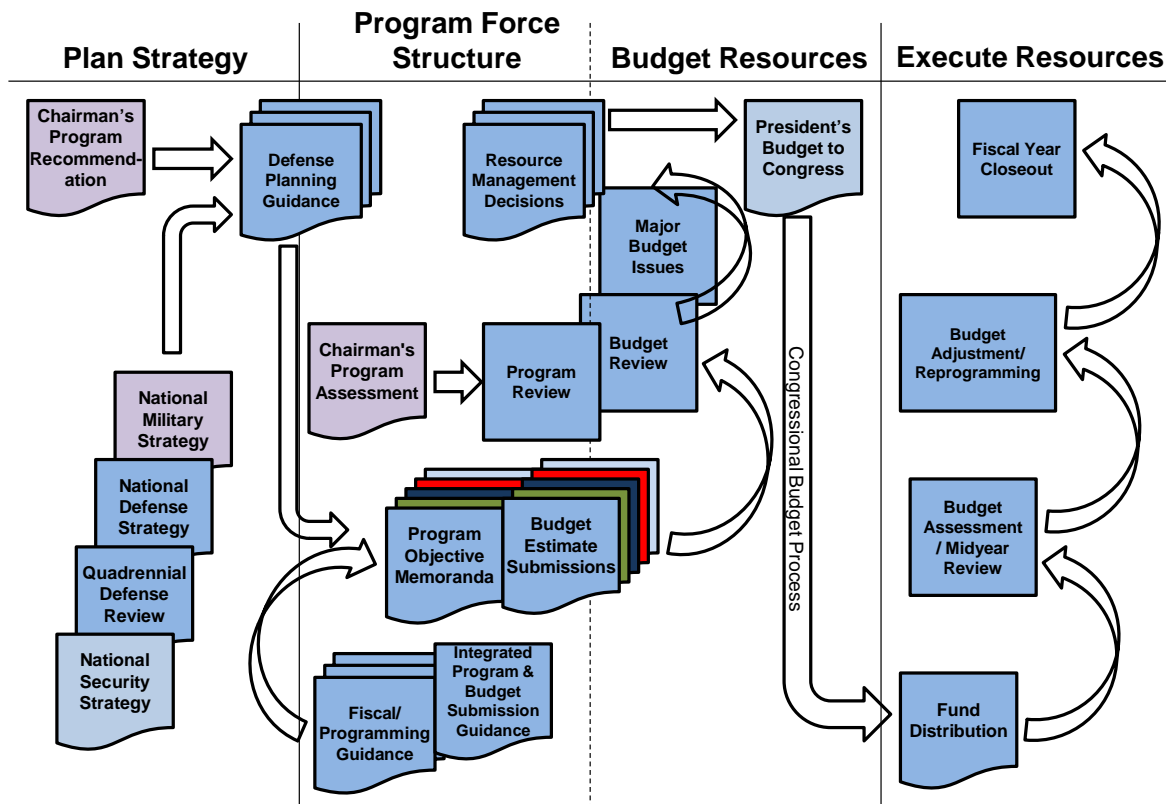 Plan Strategy
Program Force
Structure
Budget Resources
Execute Resources
Chairman’s
Program
Recommend-
ation
Defense
Planning
Guidance
National
Military
Strategy
National
Defense
Strategy
Quadrennial
Defense
Review
National
Security
Strategy
Resource
Management
Decisions
Major
Budget
Issues
Chairman's
Program
Assessment
Program
Review
Budget
Review
Program
Objective
Memoranda
Budget
Estimate
Submissions
Fiscal/
Programming
Guidance
Integrated
Program &
Budget
Submission
Guidance
President’s
Budget to
Congress
Congressional Budget Process
Fiscal Year
Closeout
Budget
Adjustment/
Reprogramming
Budget
Assessment
/ Midyear
Review
Fund
Distribution